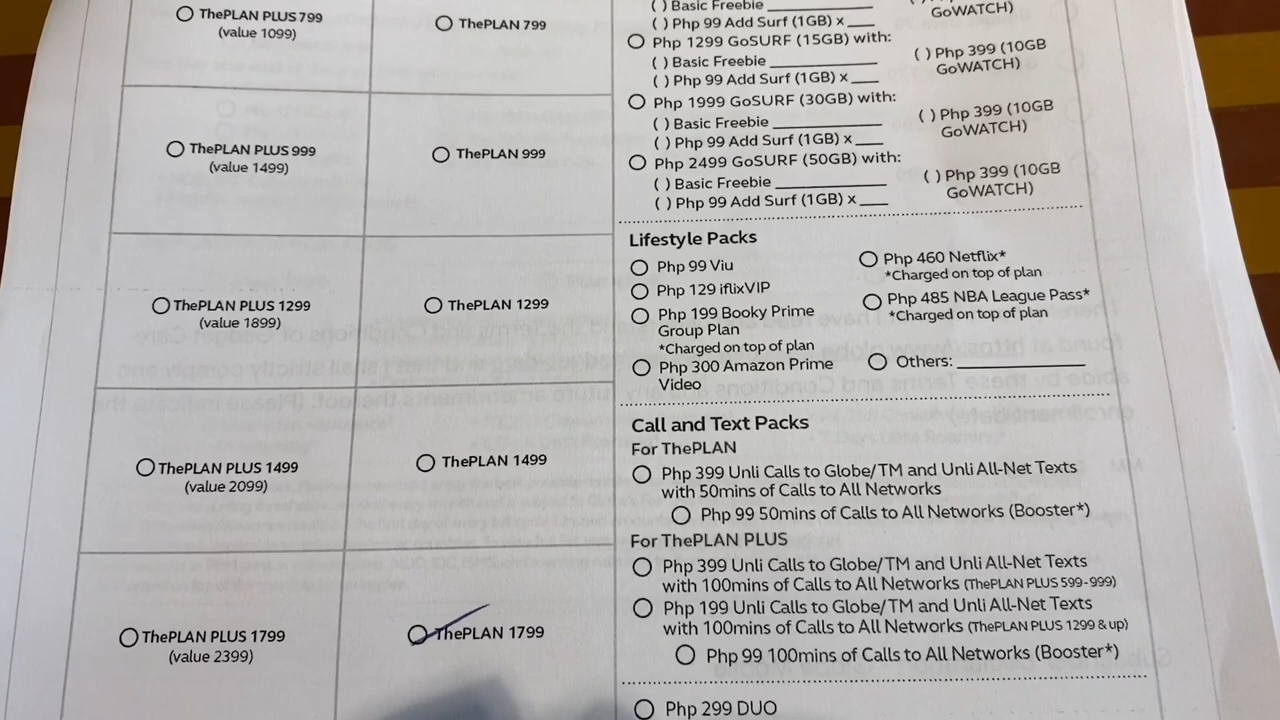 ThePLAN PLUS 799
(value 1099)
ThePLAN 799
ThePLAN PLUS 999
(value 1499)
ThePLAN 999
ThePLAN PLUS 1299
(value 1899)
ThePLAN 1299
ThePLAN PLUS 1499
(value 2099)
ThePLAN 1499
ThePLAN PLUS 1799
(value 2399)
ThePLAN 1799
( ) Basic Freebie
( ) Php 99 Add Surf (1GB) x ___
GoWATCH)
Php 1299 GoSURF (15GB) with:
( ) Basic Freebie ____________
( ) Php 99 Add Surf (1GB) x ___
( ) Php 399 (10GB
GoWATCH)
Php 1999 GoSURF (30GB) with:
( ) Basic Freebie ____________
( ) Php 99 Add Surf (1GB) x ___
( ) Php 399 (10GB
GoWATCH)
Php 2499 GoSURF (50GB) with:
( ) Basic Freebie ____________
( ) Php 99 Add Surf (1GB) x ___
( ) Php 399 (10GB
GoWATCH)
Lifestyle Packs
Php 99 Viu
Php 129 iflixVIP
Php 199 Booky Prime
Group Plan
*Charged on top of plan
Php 300 Amazon Prime
Video
Php 460 Netflix*
*Charged on top of plan
Php 485 NBA League Pass*
*Charged on top of plan
Others: ____________
Call and Text Packs
For ThePLAN
Php 399 Unli Calls to Globe/TM and Unli All-Net Texts
with 50mins of Calls to All Networks
Php 99 50mins of Calls to All Networks (Booster*)
For ThePLAN PLUS
Php 399 Unli Calls to Globe/TM and Unli All-Net Texts
with 100mins of Calls to All Networks (ThePLAN PLUS 599-999)
Php 199 Unli Calls to Globe/TM and Unli All-Net Texts
with 100mins of Calls to All Networks (ThePLAN PLUS 1299 & up)
Php 99 100mins of Calls to All Networks (Booster*)
Php 299 DUO